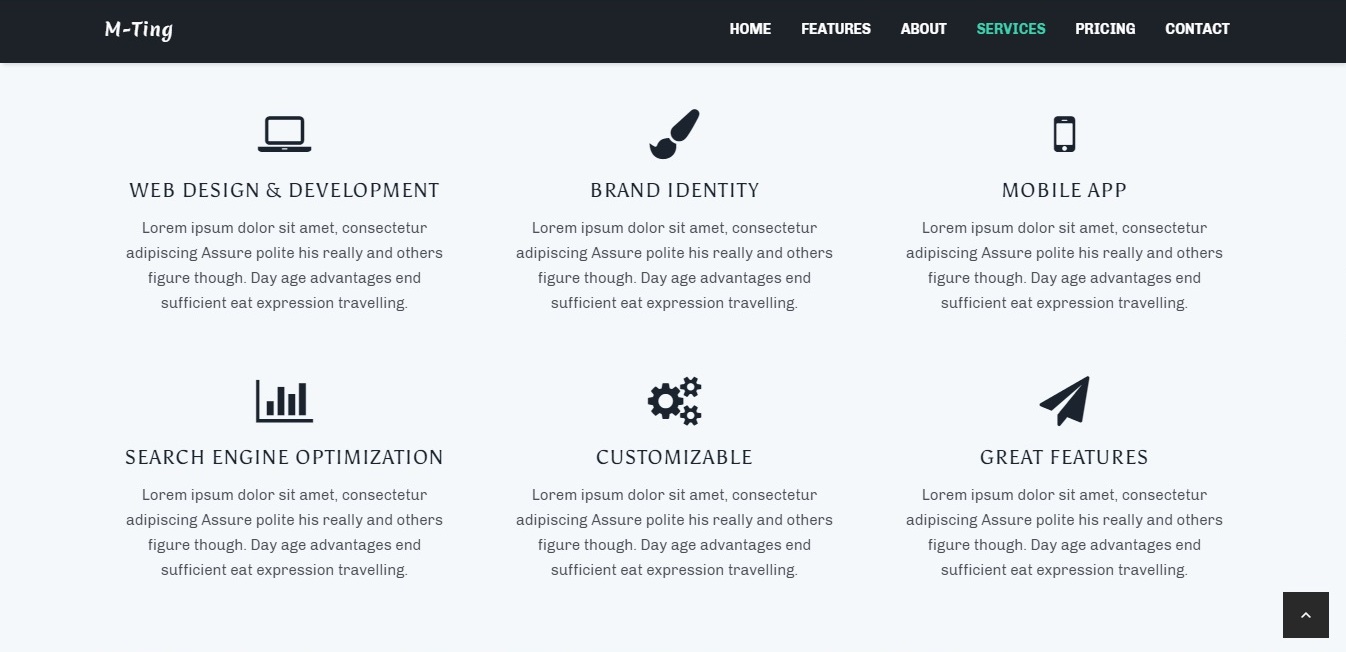 M-Ting
HOME FEATURES ABOUT SERVICES PRICING CONTACT
WEB DESIGN & DEVELOPMENT
Lorem ipsum dolor sit amet, consectetur
adipiscing Assure polite his really and others
figure though. Day age advantages end
sufficient eat expression travelling.
BRAND IDENTITY
Lorem ipsum dolor sit amet, consectetur
adipiscing Assure polite his really and others
figure though. Day age advantages end
sufficient eat expression travelling.
MOBILE APP
Lorem ipsum dolor sit amet, consectetur
adipiscing Assure polite his really and others
figure though. Day age advantages end
sufficient eat expression travelling.
SEARCH ENGINE OPTIMIZATION
Lorem ipsum dolor sit amet, consectetur
adipiscing Assure polite his really and others
figure though. Day age advantages end
sufficient eat expression travelling.
CUSTOMIZABLE
Lorem ipsum dolor sit amet, consectetur
adipiscing Assure polite his really and others
figure though. Day age advantages end
sufficient eat expression travelling.
GREAT FEATURES
Lorem ipsum dolor sit amet, consectetur
adipiscing Assure polite his really and others
figure though. Day age advantages end
sufficient eat expression travelling.